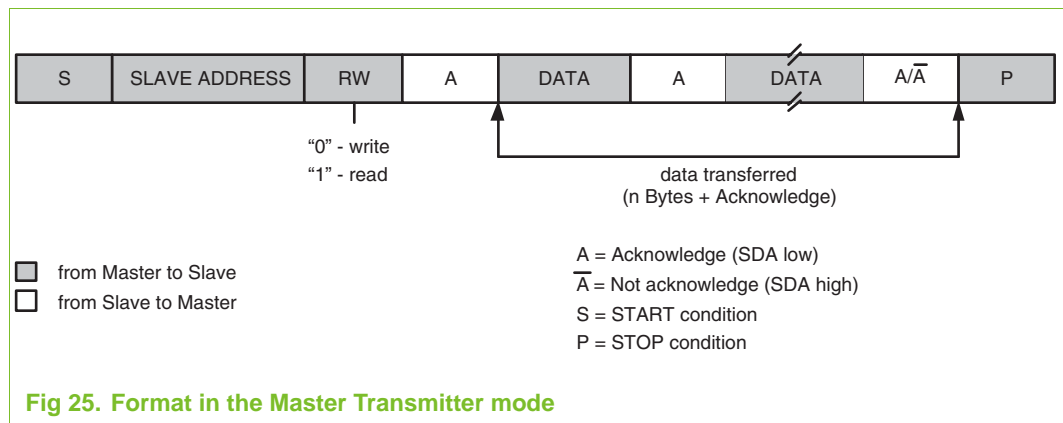 S SLAVE ADDRESS RW A DATA A DATA A/A̅ P
“0” - write
“1” - read
data transferred
(n Bytes + Acknowledge)
from Master to Slave
from Slave to Master
A = Acknowledge (SDA low)
A̅ = Not acknowledge (SDA high)
S = START condition
P = STOP condition
Fig 25. Format in the Master Transmitter mode